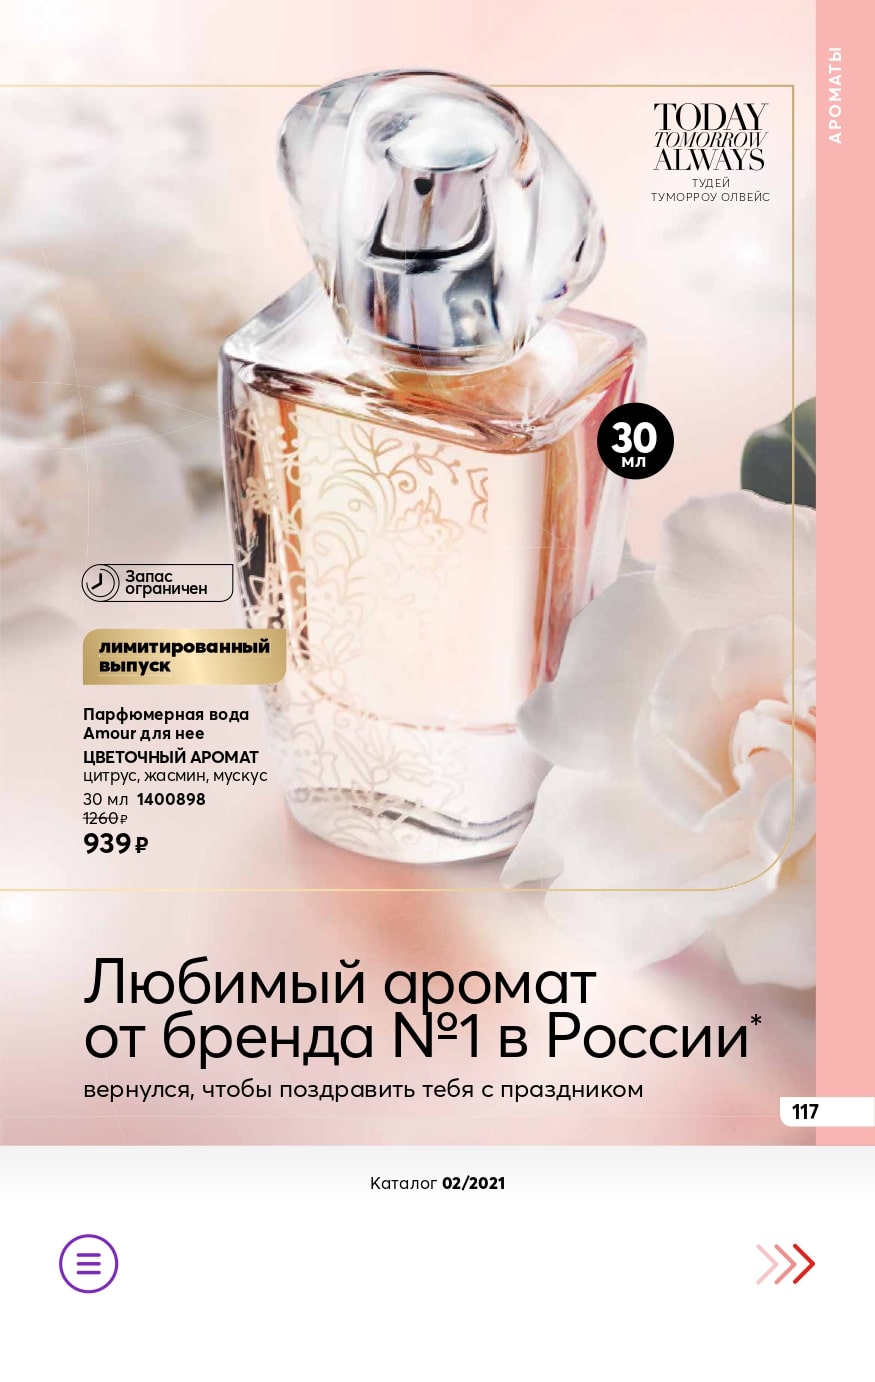 АРОМАТЫ
TODAY
TOMORROW
ALWAYS
ТУДЕЙ
ТУМОРРОУ ОЛВЕЙС
30
МЛ
Запас
ограничен
лимитированный
выпуск
Парфюмерная вода
Amour для нее
ЦВЕТОЧНЫЙ АРОМАТ
цитрус, жасмин, мускус
30 мл 1400898
1260 ₽
939 ₽
Любимый аромат
от бренда №1 в России*
вернулся, чтобы поздравить тебя с праздником
117
Каталог 02/2021